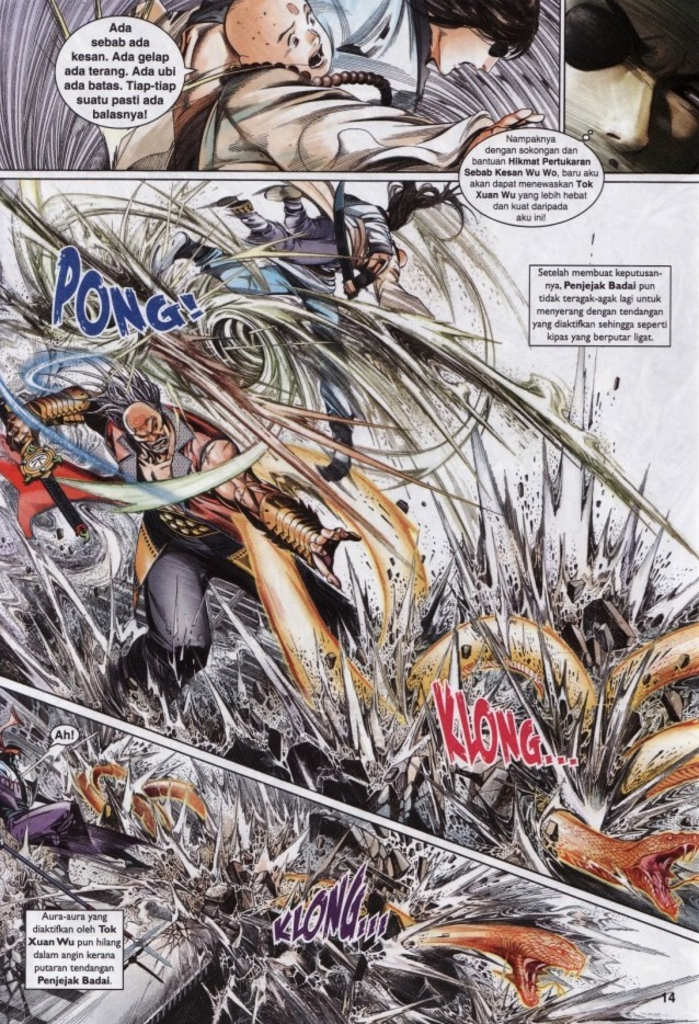 Ada
sebab ada
kesan. Ada gelap
ada terang. Ada ubi
ada batas. Tiap-tiap
suatu pasti ada
balasnya!
Nampaknya
dengan sokongan dan
bantuan Hikmat Pertukaran
Sebab Kesan Wu Wo, baru aku
akan dapat menewaskan Tok
Xuan Wu yang lebih hebat
dan kuat daripada
aku ini!
PONG!
Setelah membuat keputusan-
nya, Penjejak Badai pun
tidak teragak-agak lagi untuk
menyerang dengan tendangan
yang diaktifkan sehingga seperti
kipas yang berputar ligat.
KLONG...
Ah!
KLONG...
Aura-aura yang
diaktifkan oleh Tok
Xuan Wu pun hilang
dalam angin kerana
putaran tendangan
Penjejak Badai.
14